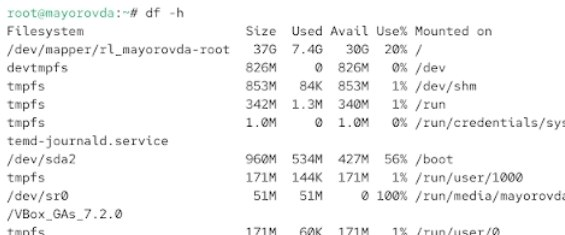 root@mayorovda:~# df -h
Filesystem Size Used Avail Use% Mounted on
/dev/mapper/rl_mayorovda-root 37G 7.4G 30G 20% /
devtmpfs 826M 0 826M 0% /dev
tmpfs 853M 84K 853M 1% /dev/shm
tmpfs 342M 1.3M 340M 1% /run
tmpfs 1.0M 0 1.0M 0% /run/credentials/sys
temd-journald.service
/dev/sda2 960M 534M 427M 56% /boot
tmpfs 171M 144K 171M 1% /run/user/1000
/dev/sr0 51M 51M 0 100% /run/media/mayorovda
/VBox_GAs_7.2.0
tmpfs 171M 60K 171M 1% /run/user/0